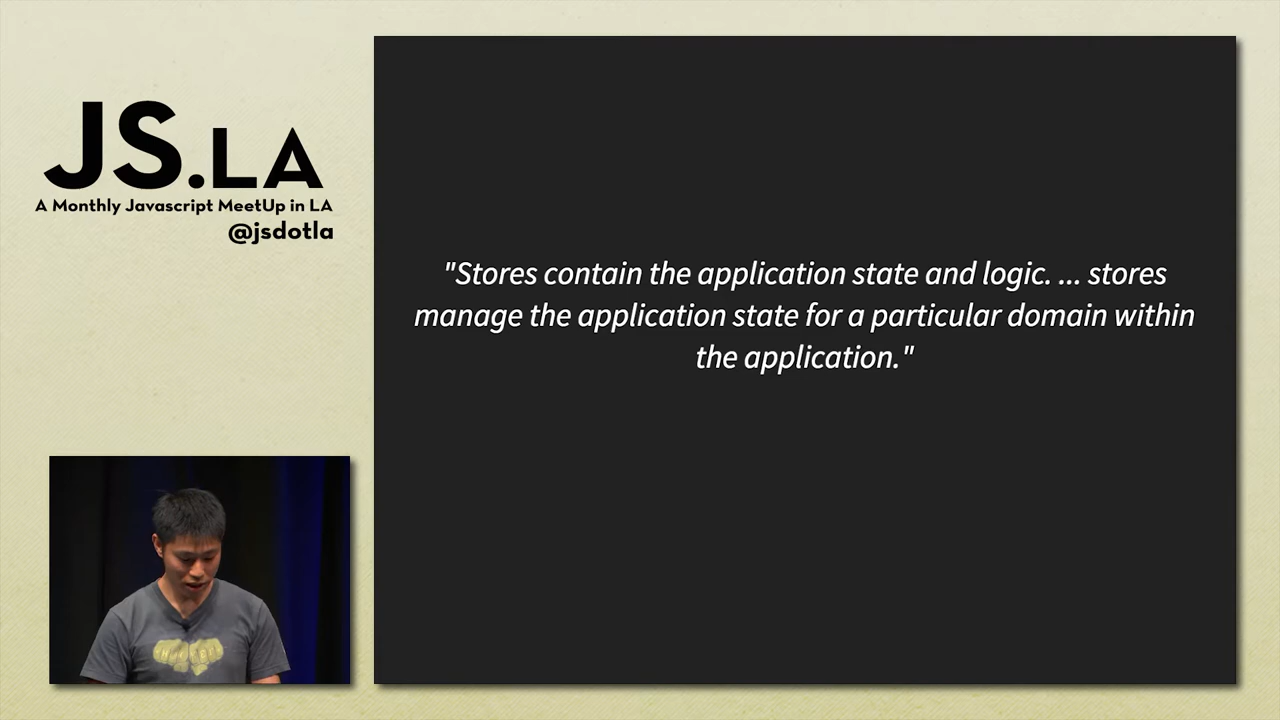 JS.LA
A Monthly Javascript MeetUp in LA
@jsdotla
"Stores contain the application state and logic. ... stores
manage the application state for a particular domain within
the application."